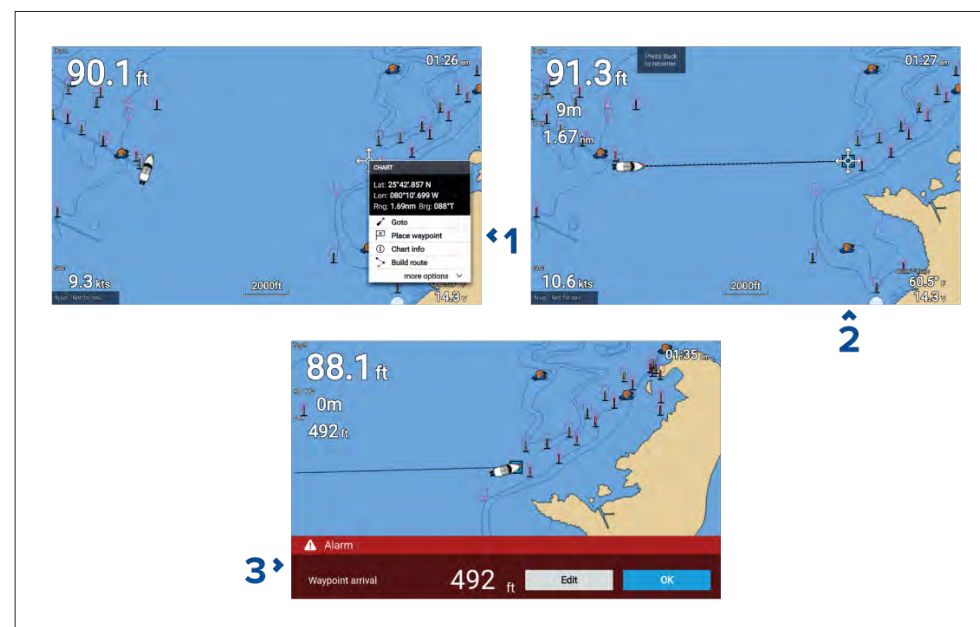 90.1 ft
01:26 am
CHART
Lat: 25°42'.857 N
Lon: 080°10'.699 W
Rng: 1.69nm Brg: 088°T
Goto
Place waypoint
Chart info
Build route
more options
9.3 kts
2000ft
14.3 V
1
91.3 ft
Press Back
to recenter
01:27
9m
1.67 nm
10.6 kts
2000ft
60.5° F
14.3 V
2
88.1 ft
01:35
0m
492 ft
Alarm
3
Waypoint arrival
492 ft
Edit
OK